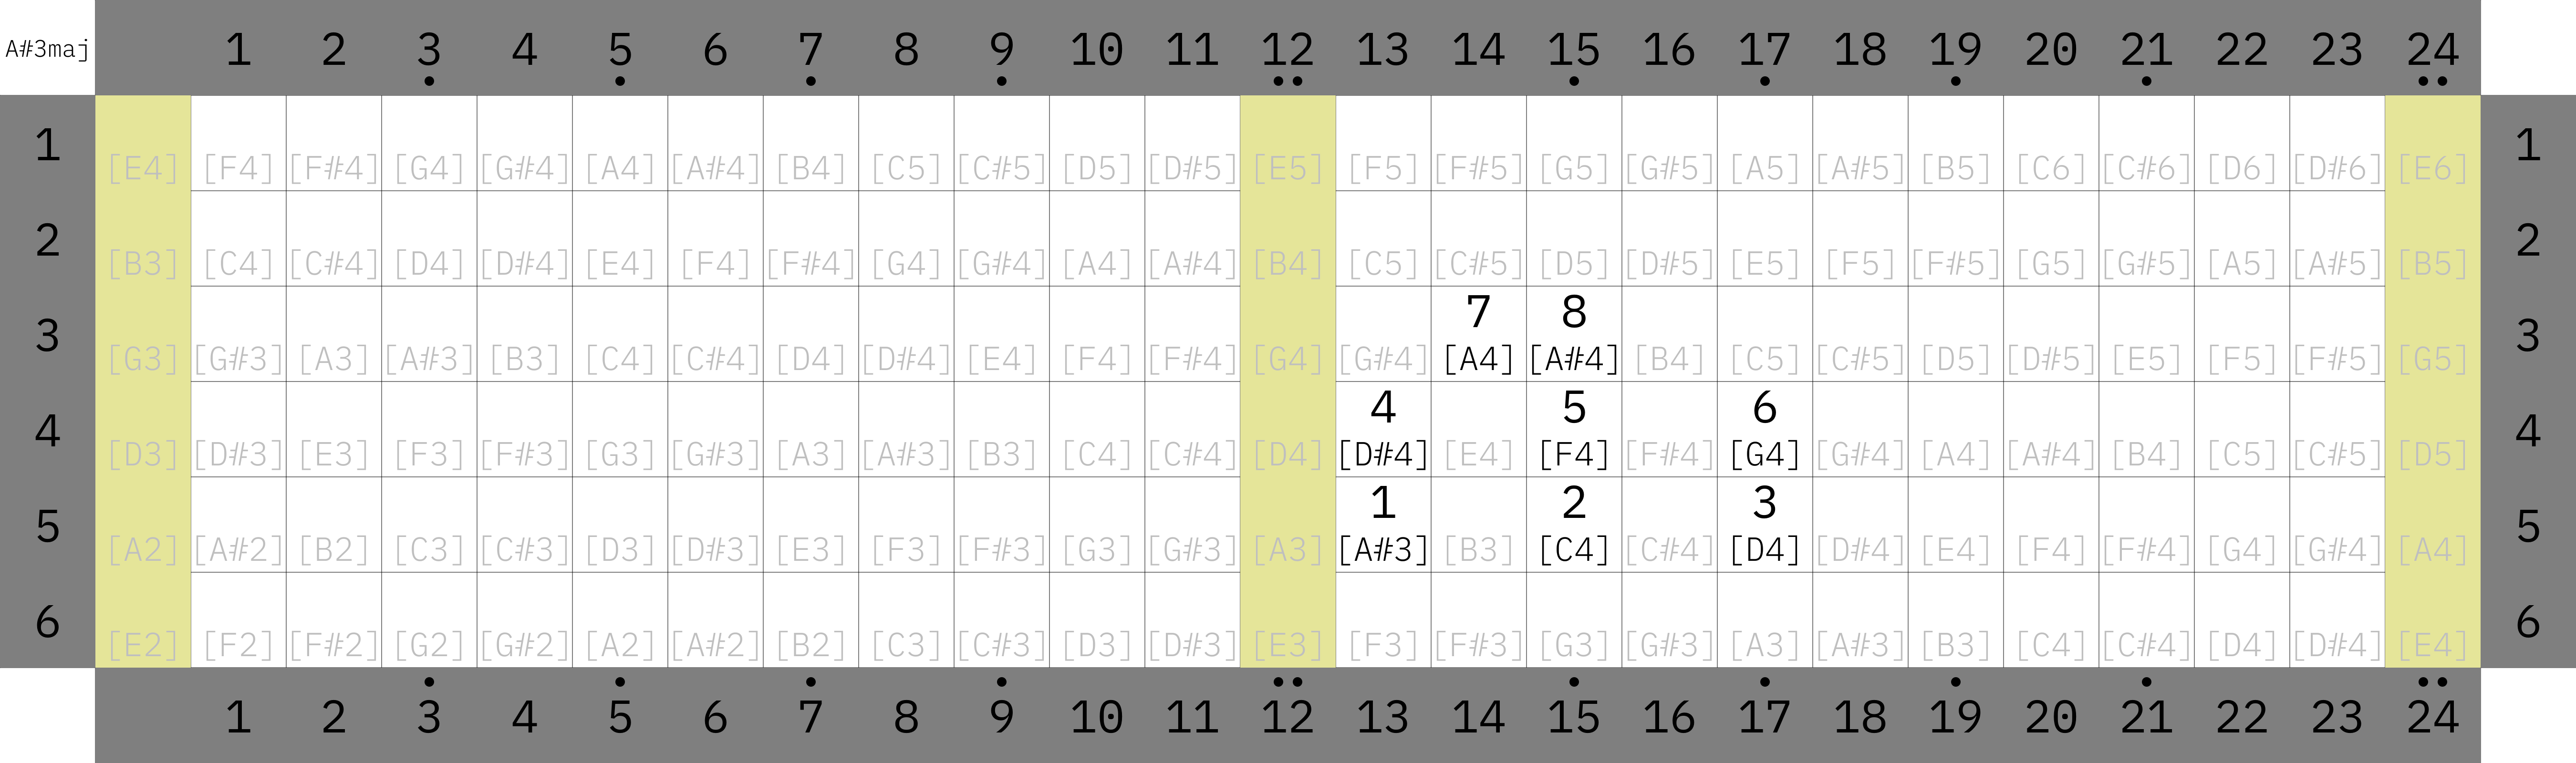 A#3maj 1 2 3 4 5 6 7 8 9 10 11 12 13 14 15 16 17 18 19 20 21 22 23 24
1 [E4] [F4] [F#4] [G4] [G#4] [A4] [A#4] [B4] [C5] [C#5] [D5] [D#5] [E5] [F5] [F#5] [G5] [G#5] [A5] [A#5] [B5] [C6] [C#6] [D6] [D#6] [E6] 1
2 [B3] [C4] [C#4] [D4] [D#4] [E4] [F4] [F#4] [G4] [G#4] [A4] [A#4] [B4] [C5] [C#5] [D5] [D#5] [E5] [F5] [F#5] [G5] [G#5] [A5] [A#5] [B5] 2
7 8
3 [G3] [G#3] [A3] [A#3] [B3] [C4] [C#4] [D4] [D#4] [E4] [F4] [F#4] [G4] [G#4] [A4] [A#4] [B4] [C5] [C#5] [D5] [D#5] [E5] [F5] [F#5] [G5] 3
4 5 6
4 [D3] [D#3] [E3] [F3] [F#3] [G3] [G#3] [A3] [A#3] [B3] [C4] [C#4] [D4] [D#4] [E4] [F4] [F#4] [G4] [G#4] [A4] [A#4] [B4] [C5] [C#5] [D5] 4
1 2 3
5 [A2] [A#2] [B2] [C3] [C#3] [D3] [D#3] [E3] [F3] [F#3] [G3] [G#3] [A3] [A#3] [B3] [C4] [C#4] [D4] [D#4] [E4] [F4] [F#4] [G4] [G#4] [A4] 5
6 [E2] [F2] [F#2] [G2] [G#2] [A2] [A#2] [B2] [C3] [C#3] [D3] [D#3] [E3] [F3] [F#3] [G3] [G#3] [A3] [A#3] [B3] [C4] [C#4] [D4] [D#4] [E4] 6
1 2 3 4 5 6 7 8 9 10 11 12 13 14 15 16 17 18 19 20 21 22 23 24